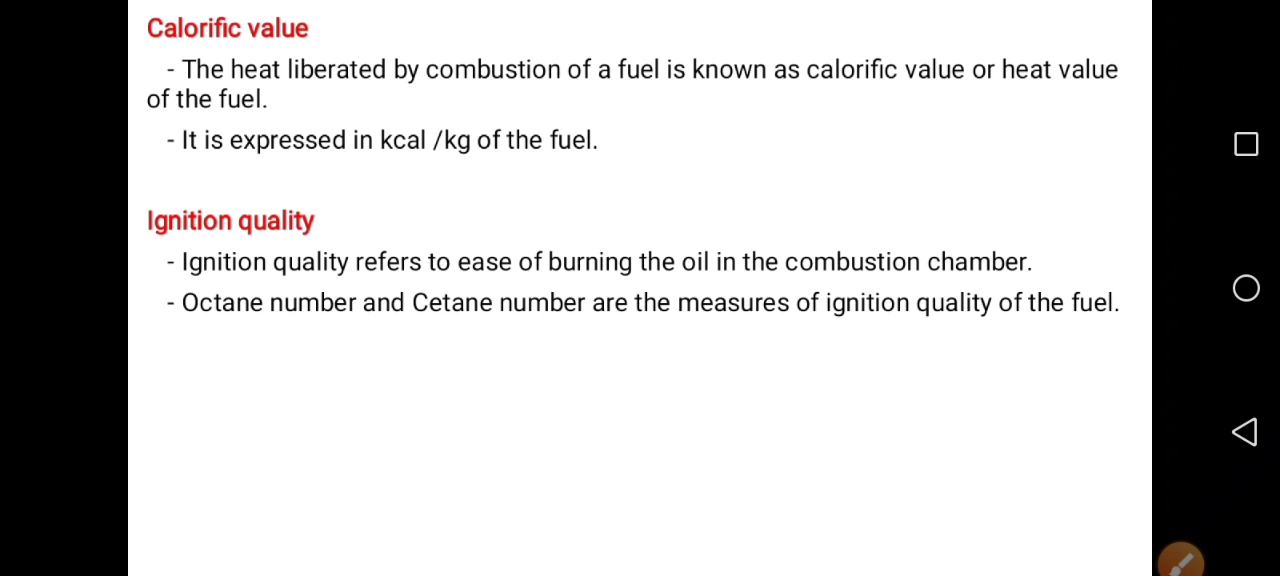 Calorific value
- The heat liberated by combustion of a fuel is known as calorific value or heat value
of the fuel.
- It is expressed in kcal /kg of the fuel.
Ignition quality
- Ignition quality refers to ease of burning the oil in the combustion chamber.
- Octane number and Cetane number are the measures of ignition quality of the fuel.